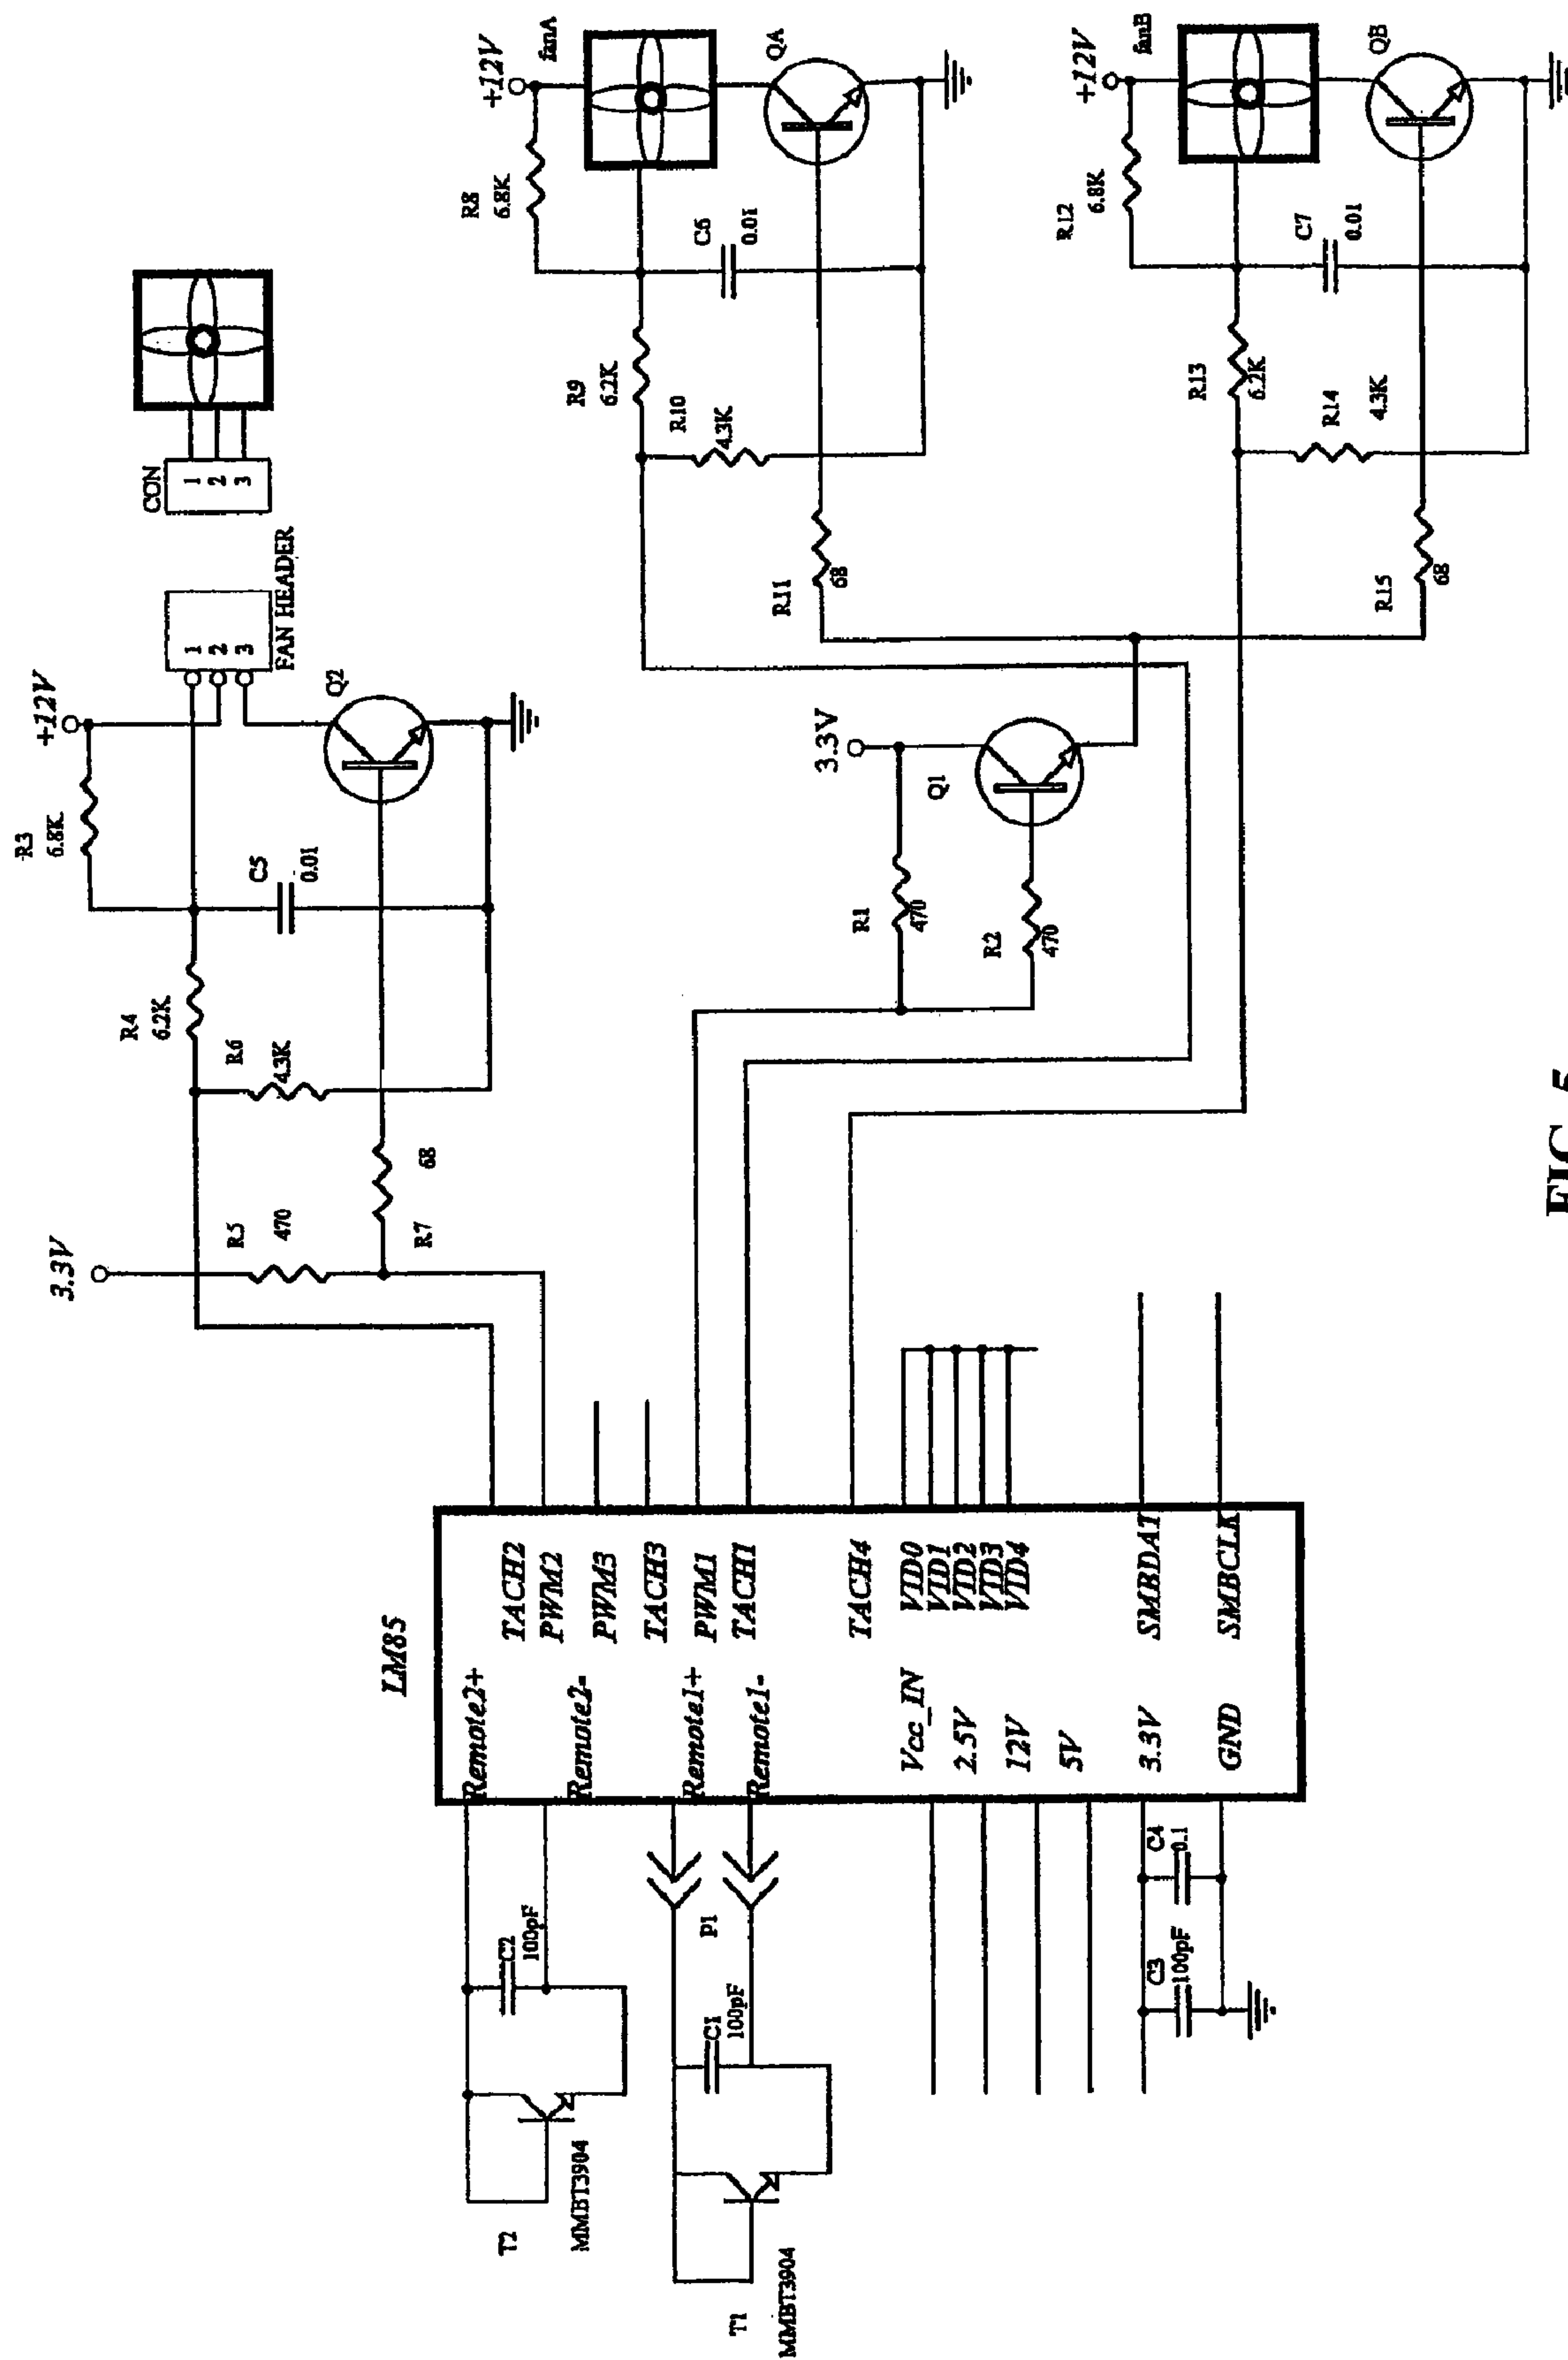 3.3V
R5
470
R7
68
R4
6.2K
R6
4.3K
R3
6.8K
+12V
C5
0.01
Q2
1
2
3
FAN HEADER
CON
1
2
3
LM85
Remote2+
Remote2-
Remote1+
Remote1-
Vcc_IN
2.5V
12V
5V
3.3V
GND
TACH2
PWM2
PWM3
TACH3
PWM1
TACH1
TACH4
VID0
VID1
VID2
VID3
VID4
SMBDAT
SMBCLK
T2
MMBT3904
C2
100pF
T1
MMBT3904
C1
100pF
P1
C3
100pF
C4
0.1
R1
470
R2
470
3.3V
Q1
R9
6.2K
R10
4.3K
R8
6.8K
+12V
fanA
C6
0.01
QA
R11
68
R13
6.2K
R14
4.3K
R12
6.8K
+12V
fanB
C7
0.01
QB
R15
68
FIG. 5